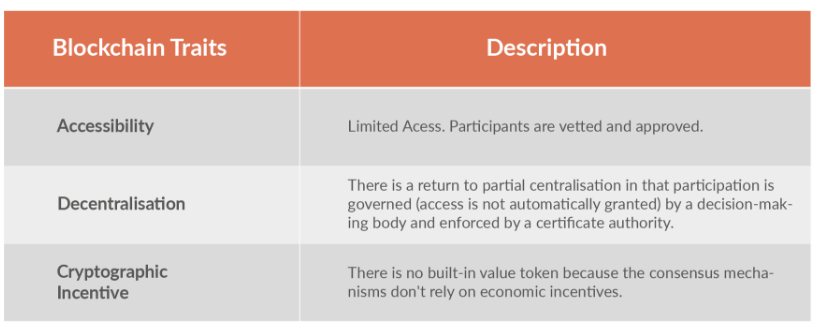 Blockchain Traits
Description
Accessibility
Limited Acess. Participants are vetted and approved.
Decentralisation
There is a return to partial centralisation in that participation is
governed (access is not automatically granted) by a decision-mak-
ing body and enforced by a certificate authority.
Cryptographic
Incentive
There is no built-in value token because the consensus mecha-
nisms don't rely on economic incentives.